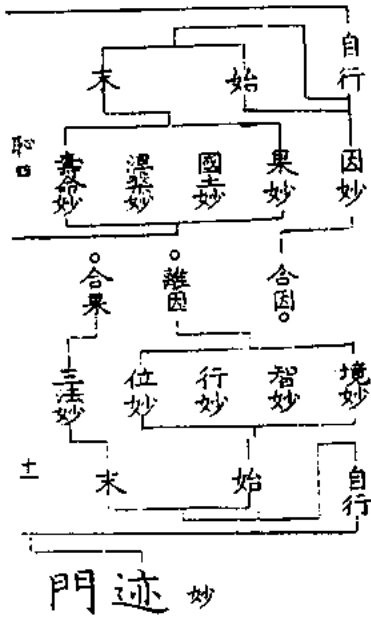 自行
始
末
因妙
果妙
國土妙
涅槃妙
壽命妙
合因
離因
合果
境妙
智妙
行妙
位妙
三法妙
自行
始
末
十一
妙
迹門